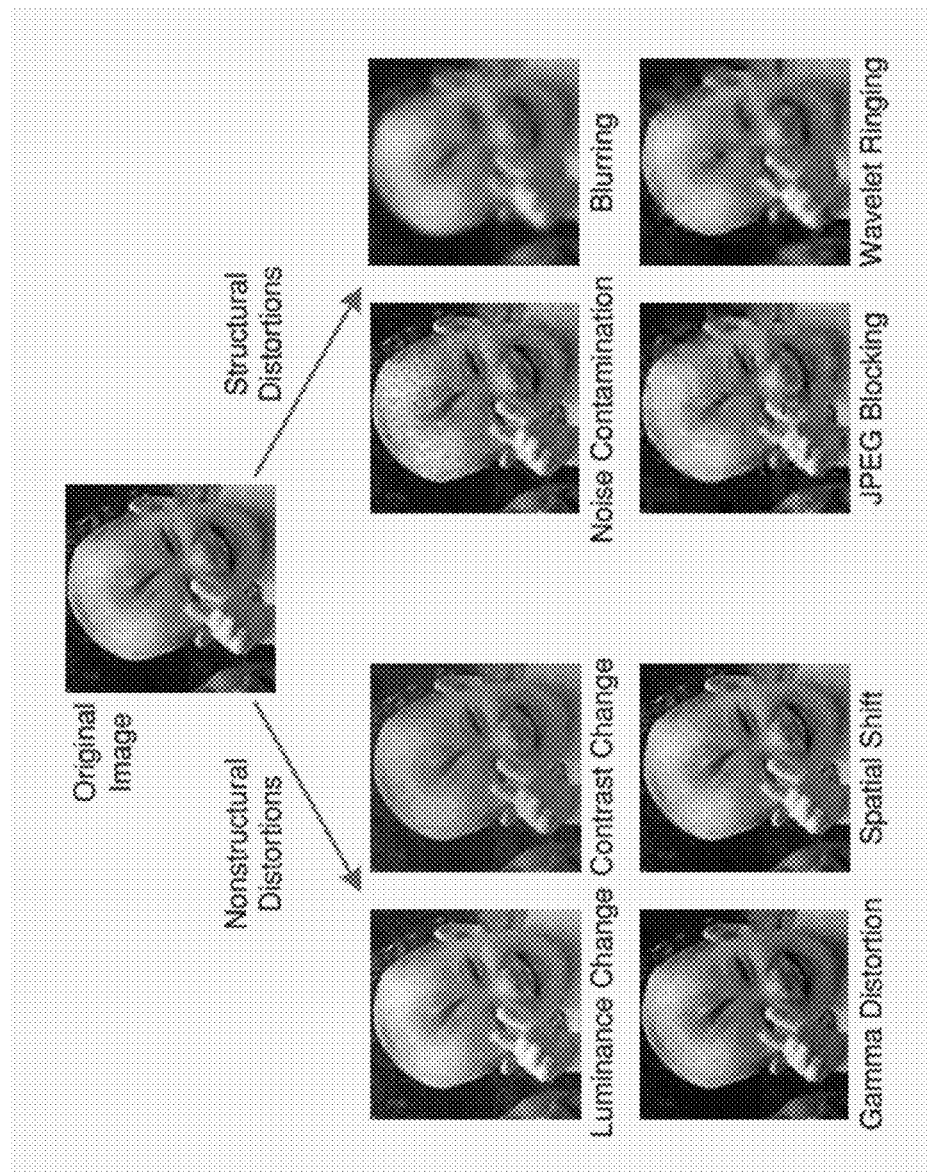 Original
Image
Nonstructural
Distortions
Structural
Distortions
Luminance Change
Contrast Change
Noise Contamination
Blurring
Gamma Distortion
Spatial Shift
JPEG Blocking
Wavelet Ringing